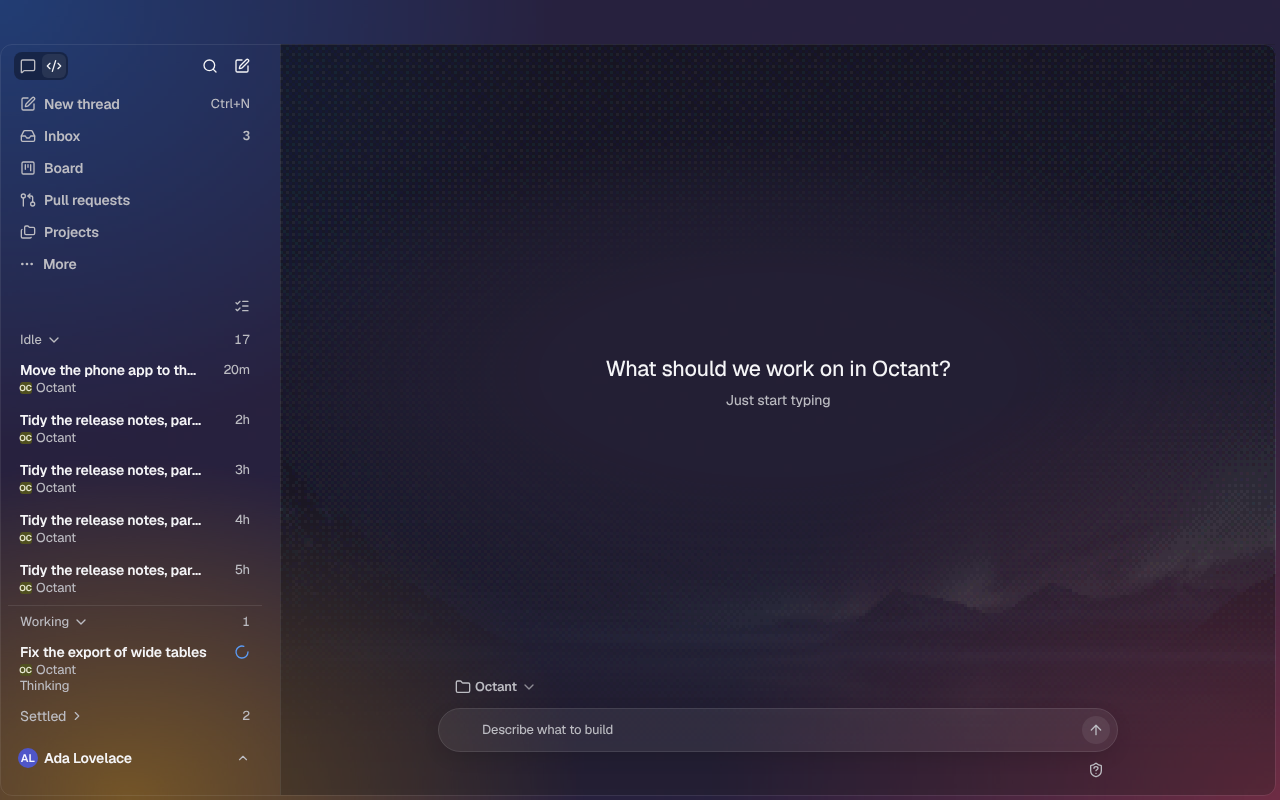 New thread Ctrl+N
Inbox 3
Board
Pull requests
Projects
More
Idle 17
Move the phone app to th... 20m
OC Octant
Tidy the release notes, par... 2h
OC Octant
Tidy the release notes, par... 3h
OC Octant
Tidy the release notes, par... 4h
OC Octant
Tidy the release notes, par... 5h
OC Octant
Working 1
Fix the export of wide tables
OC Octant
Thinking
Settled 2
AL Ada Lovelace
What should we work on in Octant?
Just start typing
Octant
Describe what to build